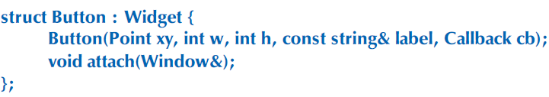 struct Button : Widget {
Button(Point xy, int w, int h, const string& label, Callback cb);
void attach(Window&);
};